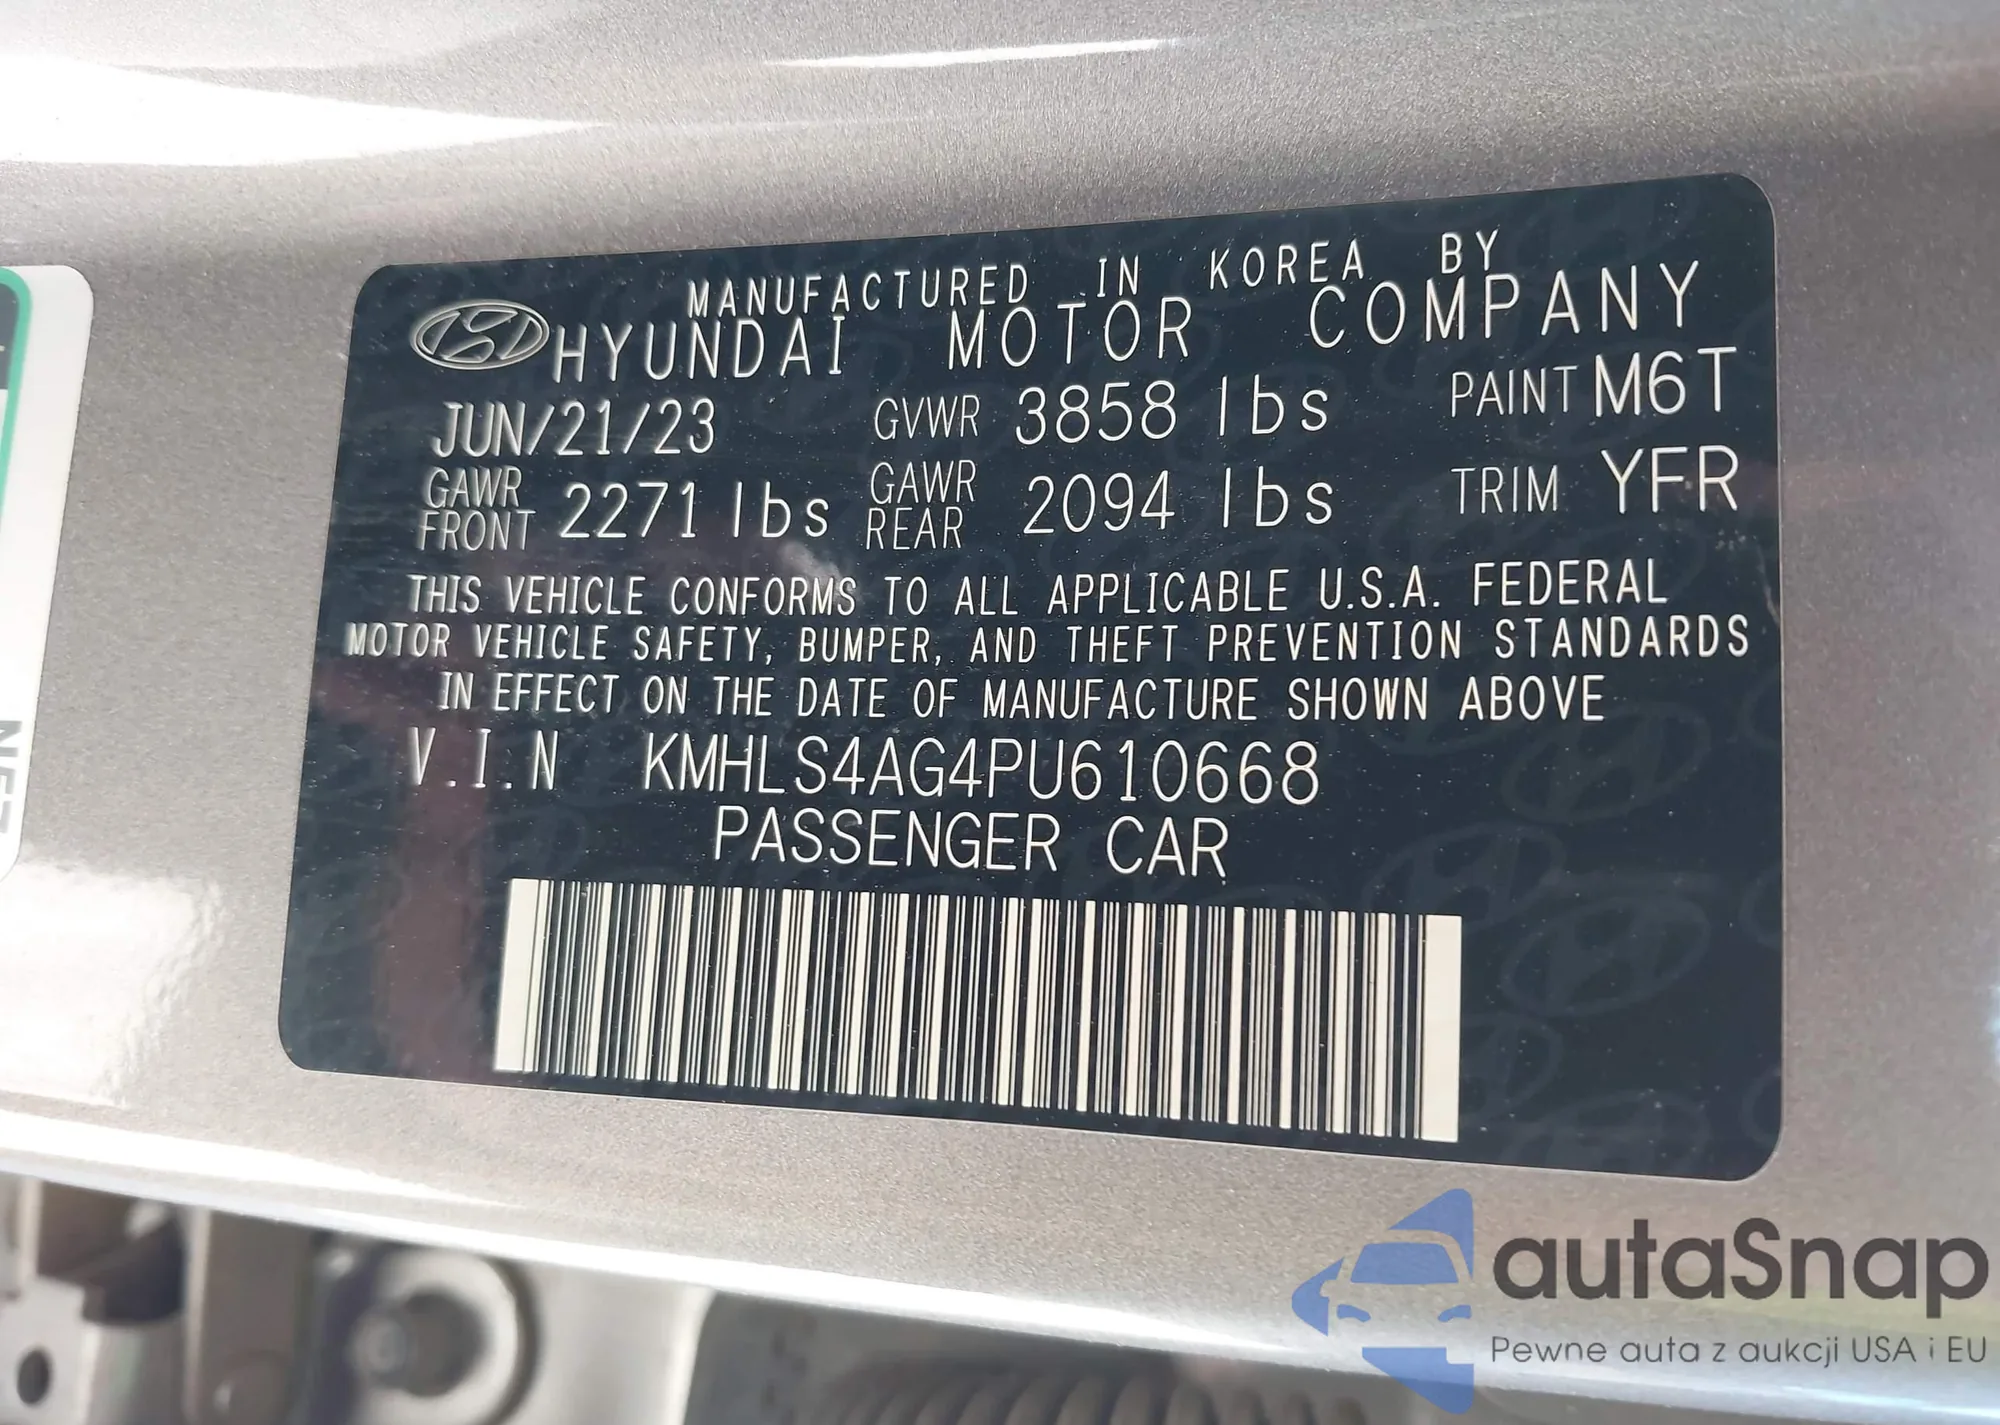 MANUFACTURED IN KOREA BY
HYUNDAI MOTOR COMPANY
JUN/21/23 GVWR 3858 lbs PAINT M6T
GAWR FRONT 2271 lbs GAWR REAR 2094 lbs TRIM YFR
THIS VEHICLE CONFORMS TO ALL APPLICABLE U.S.A. FEDERAL
MOTOR VEHICLE SAFETY, BUMPER, AND THEFT PREVENTION STANDARDS
IN EFFECT ON THE DATE OF MANUFACTURE SHOWN ABOVE
V.I.N KMHLS4AG4PU610668
PASSENGER CAR
autaSnap
Pewne auta z aukcji USA i EU